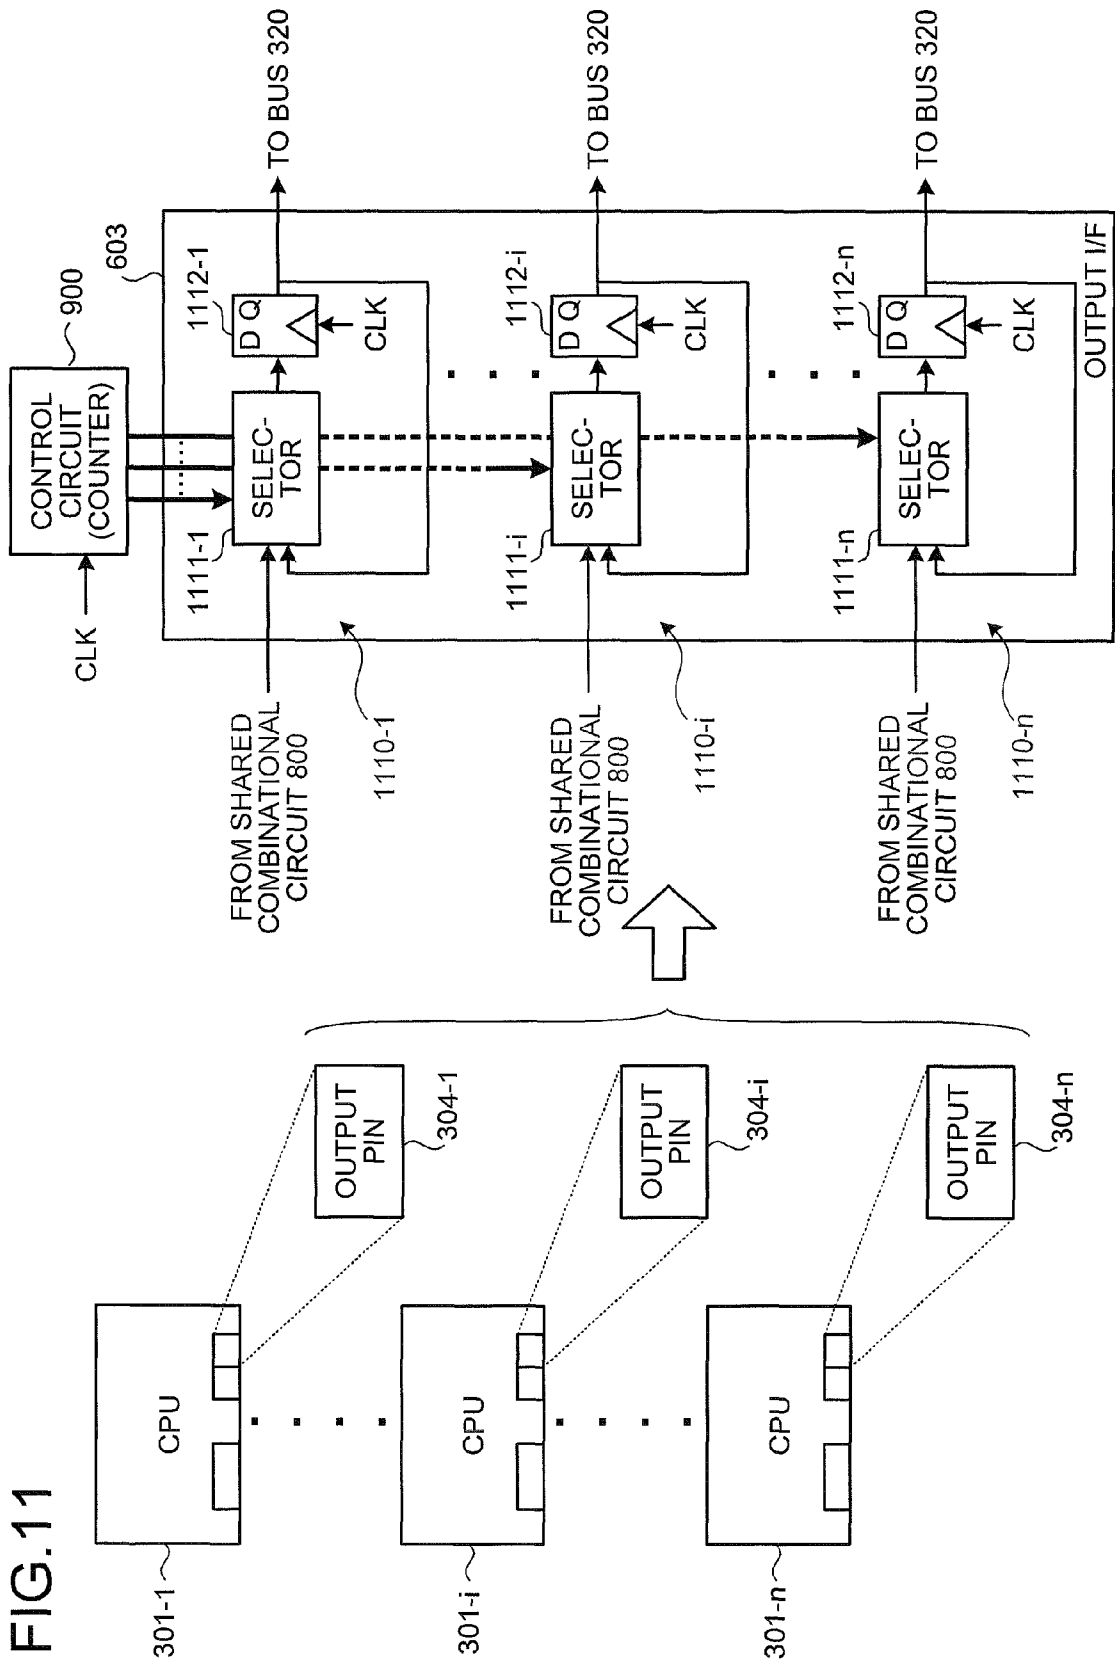 FIG.11
301-1
CPU
OUTPUT
PIN
304-1
301-i
CPU
OUTPUT
PIN
304-i
301-n
CPU
OUTPUT
PIN
304-n
CLK
CONTROL
CIRCUIT
(COUNTER)
900
603
FROM SHARED
COMBINATIONAL
CIRCUIT 800
1110-1
1111-1
SELEC-
TOR
1112-1
D Q
CLK
TO BUS 320
FROM SHARED
COMBINATIONAL
CIRCUIT 800
1110-i
1111-i
SELEC-
TOR
1112-i
D Q
CLK
TO BUS 320
FROM SHARED
COMBINATIONAL
CIRCUIT 800
1110-n
1111-n
SELEC-
TOR
1112-n
D Q
CLK
TO BUS 320
OUTPUT I/F